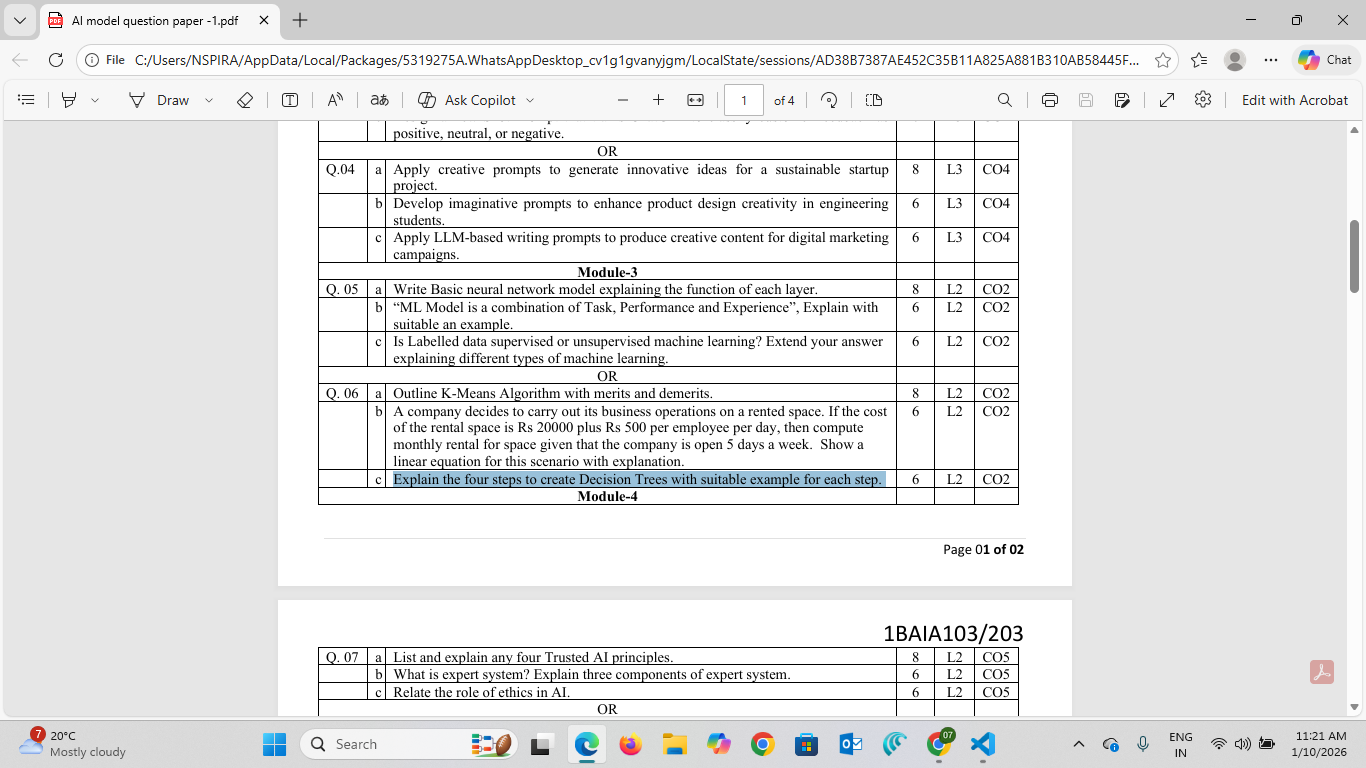 AI model question paper -1.pdf
File C:/Users/NSPIRA/AppData/Local/Packages/5319275A.WhatsAppDesktop_cv1g1gvanyjgm/LocalState/sessions/AD38B7387AE452C35B11A825A881B310AB58445F...
Chat
Draw
Ask Copilot
1 of 4
Edit with Acrobat
positive, neutral, or negative.
OR
Q.04 a Apply creative prompts to generate innovative ideas for a sustainable startup 8 L3 CO4
project.
b Develop imaginative prompts to enhance product design creativity in engineering 6 L3 CO4
students.
c Apply LLM-based writing prompts to produce creative content for digital marketing 6 L3 CO4
campaigns.
Module-3
Q. 05 a Write Basic neural network model explaining the function of each layer. 8 L2 CO2
b “ML Model is a combination of Task, Performance and Experience”, Explain with 6 L2 CO2
suitable an example.
c Is Labelled data supervised or unsupervised machine learning? Extend your answer 6 L2 CO2
explaining different types of machine learning.
OR
Q. 06 a Outline K-Means Algorithm with merits and demerits. 8 L2 CO2
b A company decides to carry out its business operations on a rented space. If the cost 6 L2 CO2
of the rental space is Rs 20000 plus Rs 500 per employee per day, then compute
monthly rental for space given that the company is open 5 days a week. Show a
linear equation for this scenario with explanation.
c Explain the four steps to create Decision Trees with suitable example for each step. 6 L2 CO2
Module-4
Page 01 of 02
1BAIA103/203
Q. 07 a List and explain any four Trusted AI principles. 8 L2 CO5
b What is expert system? Explain three components of expert system. 6 L2 CO5
c Relate the role of ethics in AI. 6 L2 CO5
OR
7
20°C
Mostly cloudy
Search
07
ENG
IN
11:21 AM
1/10/2026